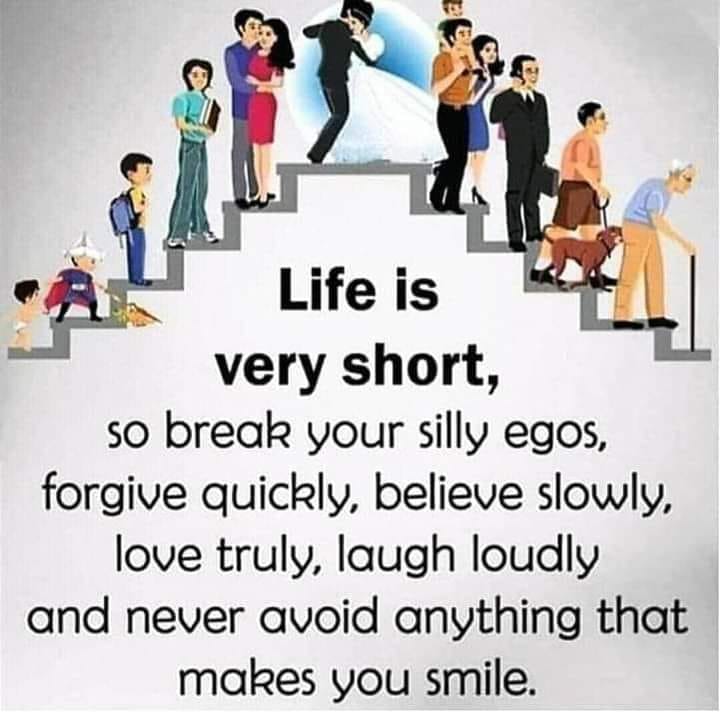 Life is
very short,
so break your silly egos,
forgive quickly, believe slowly,
love truly, laugh loudly
and never avoid anything that
makes you smile.